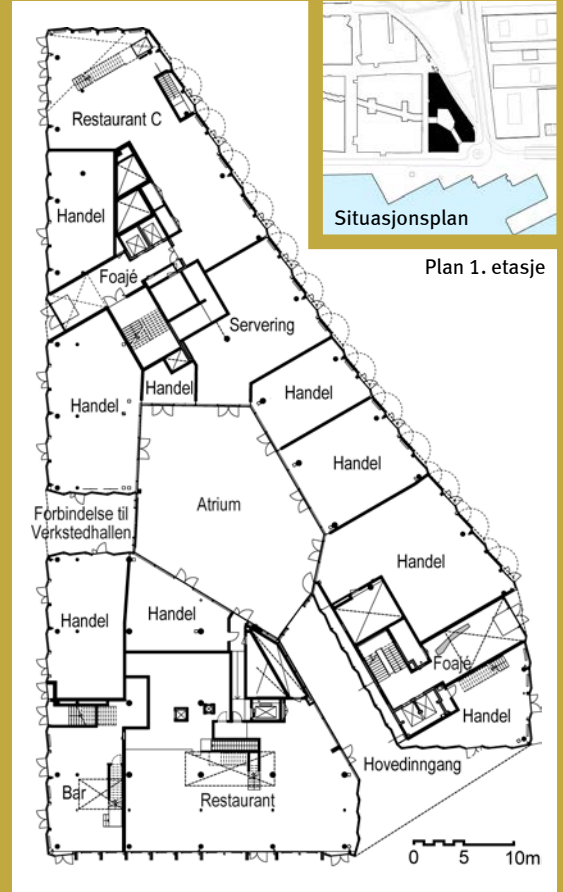 Situasjonsplan
Plan 1. etasje
Restaurant C
Handel
Foajé
Servering
Handel
Handel
Handel
Handel
Atrium
Forbindelse til
Verkstedhallen
Handel
Handel
Handel
Foajé
Handel
Hovedinngang
Bar
Restaurant
0 5 10m